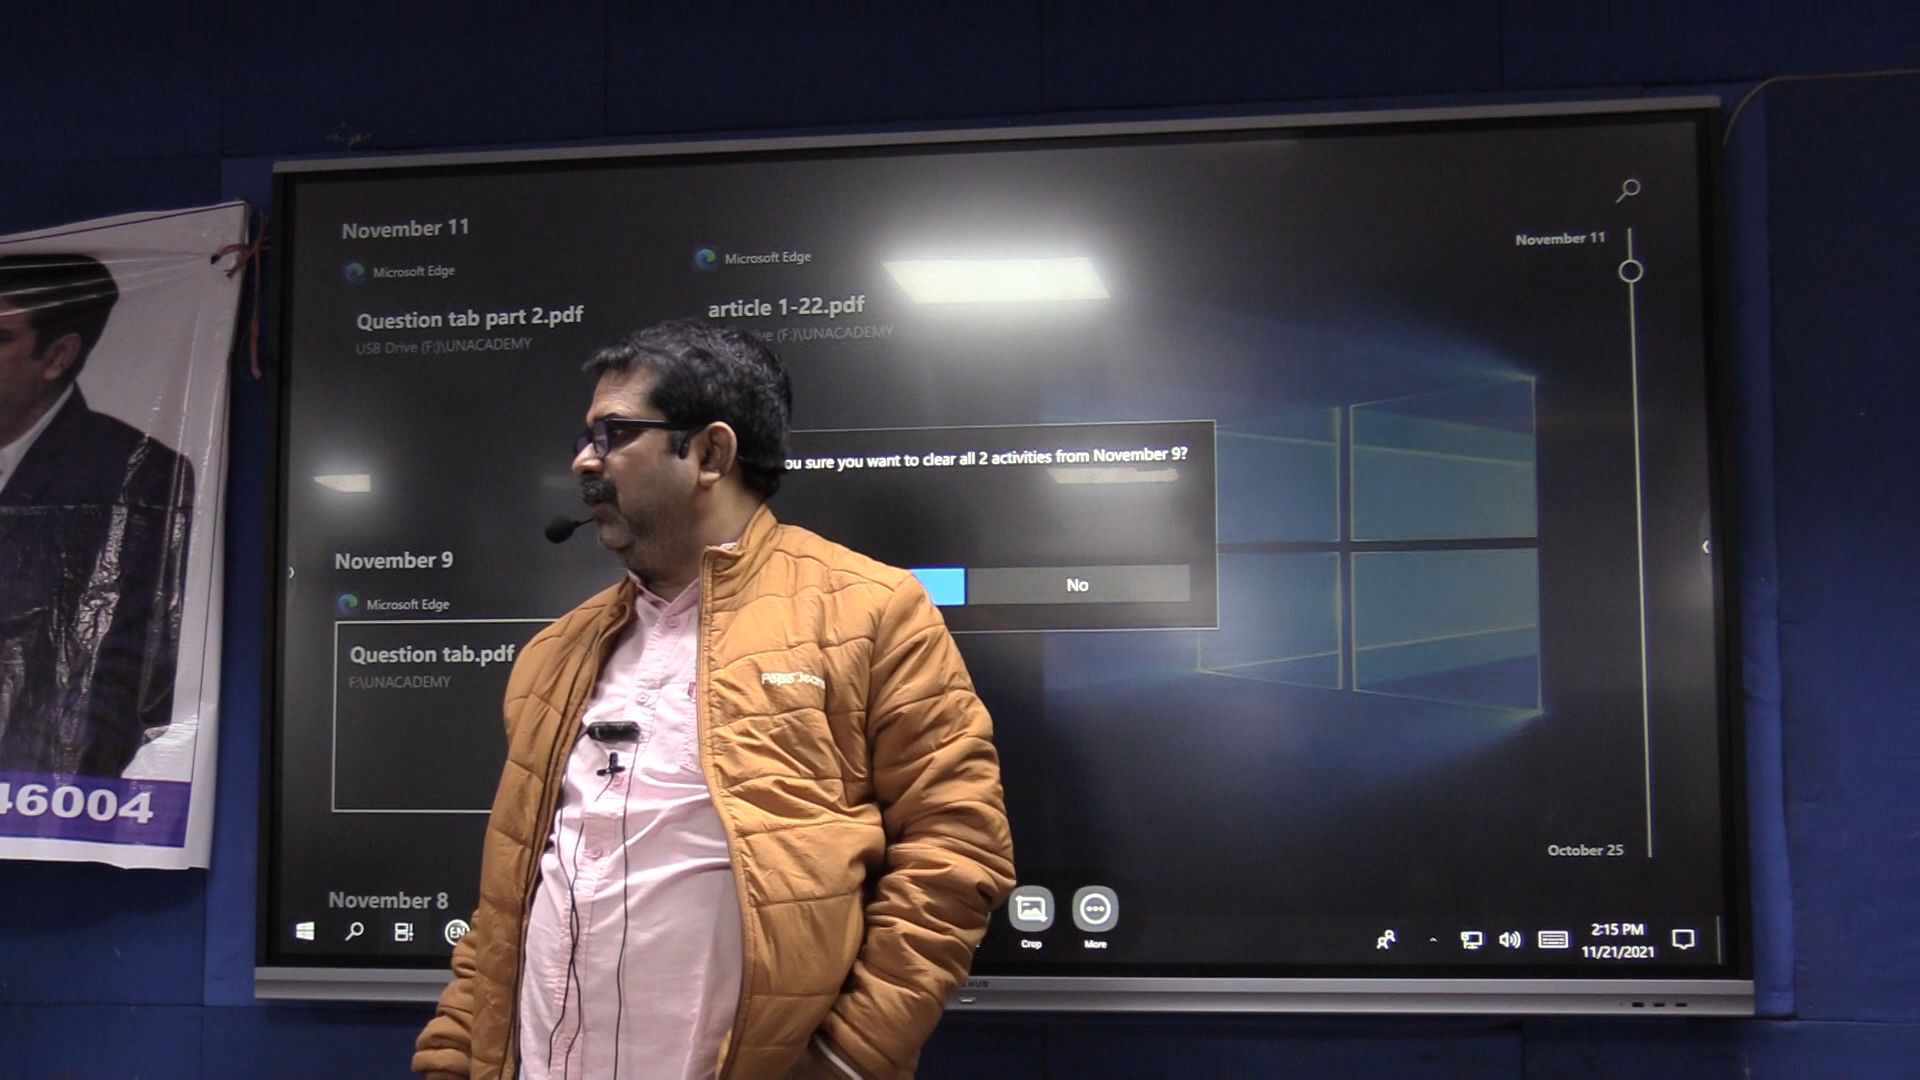 November 11
Microsoft Edge
Question tab part 2.pdf
USB Drive (F:)\UNACADEMY
Microsoft Edge
article 1-22.pdf
(F:)\UNACADEMY
November 11
ou sure you want to clear all 2 activities from November 9?
No
November 9
Microsoft Edge
Question tab.pdf
F:\UNACADEMY
46004
October 25
November 8
EN
Crop
More
2:15 PM
11/21/2021